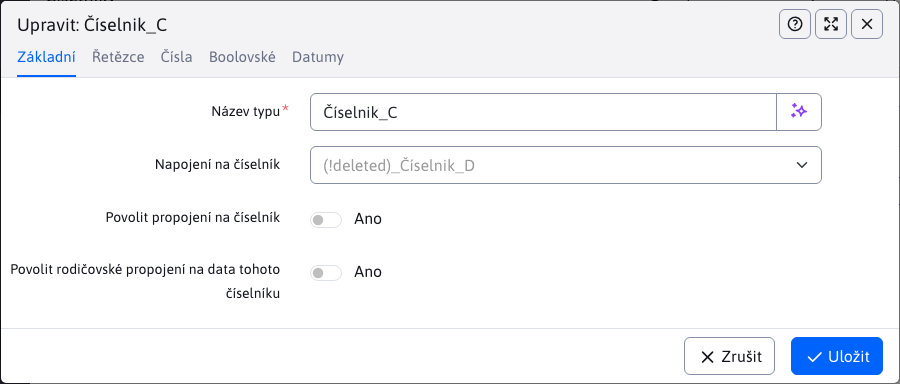 Upravit: Číselnik_C
Základní Řetězce Čísla Boolovské Datumy
Název typu*
Číselnik_C
Napojení na číselník
(!deleted)_Číselnik_D
Povolit propojení na číselník
Ano
Povolit rodičovské propojení na data tohoto
číselníku
Ano
Zrušit
Uložit